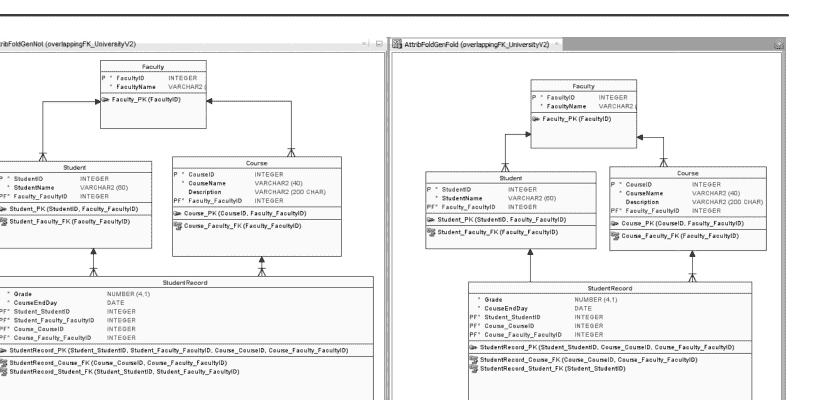 tribFoldGenNot (overlappingFK_UniversityV2)
Faculty
P * FacultyID INTEGER
* FacultyName VARCHAR2 (
Faculty_PK (FacultyID)
Student
P * StudentID INTEGER
* StudentName VARCHAR2 (60)
PF* Faculty_FacultyID INTEGER
Student_PK (StudentID, Faculty_FacultyID)
Student_Faculty_FK (Faculty_FacultyID)
Course
P * CourseID INTEGER
* CourseName VARCHAR2 (40)
Description VARCHAR2 (200 CHAR)
PF* Faculty_FacultyID INTEGER
Course_PK (CourseID, Faculty_FacultyID)
Course_Faculty_FK (Faculty_FacultyID)
StudentRecord
* Grade NUMBER (4,1)
* CourseEndDay DATE
PF* Student_StudentID INTEGER
PF* Student_Faculty_FacultyID INTEGER
PF* Course_CourseID INTEGER
PF* Course_Faculty_FacultyID INTEGER
StudentRecord_PK (Student_StudentID, Student_Faculty_FacultyID, Course_CourseID, Course_Faculty_FacultyID)
StudentRecord_Course_FK (Course_CourseID, Course_Faculty_FacultyID)
StudentRecord_Student_FK (Student_StudentID, Student_Faculty_FacultyID)
AttribFoldGenFold (overlappingFK_UniversityV2)
Faculty
P * FacultyID INTEGER
* FacultyName VARCHAR2 (
Faculty_PK (FacultyID)
Student
P * StudentID INTEGER
* StudentName VARCHAR2 (60)
PF* Faculty_FacultyID INTEGER
Student_PK (StudentID, Faculty_FacultyID)
Student_Faculty_FK (Faculty_FacultyID)
Course
P * CourseID INTEGER
* CourseName VARCHAR2 (40)
Description VARCHAR2 (200 CHAR)
PF* Faculty_FacultyID INTEGER
Course_PK (CourseID, Faculty_FacultyID)
Course_Faculty_FK (Faculty_FacultyID)
StudentRecord
* Grade NUMBER (4,1)
* CourseEndDay DATE
PF* Student_StudentID INTEGER
PF* Course_CourseID INTEGER
PF* Course_Faculty_FacultyID INTEGER
StudentRecord_PK (Student_StudentID, Course_CourseID, Course_Faculty_FacultyID)
StudentRecord_Course_FK (Course_CourseID, Course_Faculty_FacultyID)
StudentRecord_Student_FK (Student_StudentID)